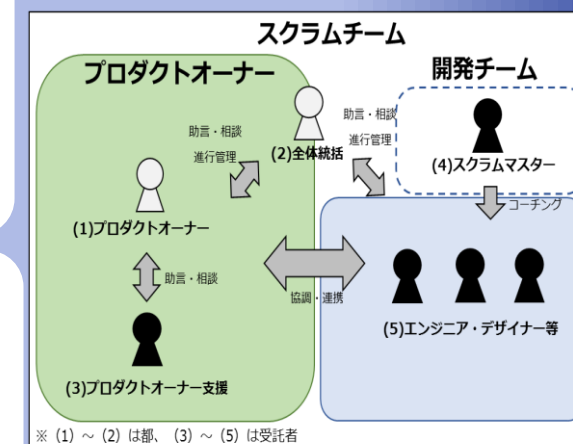 スクラムチーム
プロダクトオーナー
開発チーム
助言・相談
進行管理
(2)全体統括
助言・相談
進行管理
(4)スクラムマスター
(1)プロダクトオーナー
コーチング
助言・相談
協調・連携
(5)エンジニア・デザイナー等
(3)プロダクトオーナー支援
※（1）～（2）は都、（3）～（5）は受託者